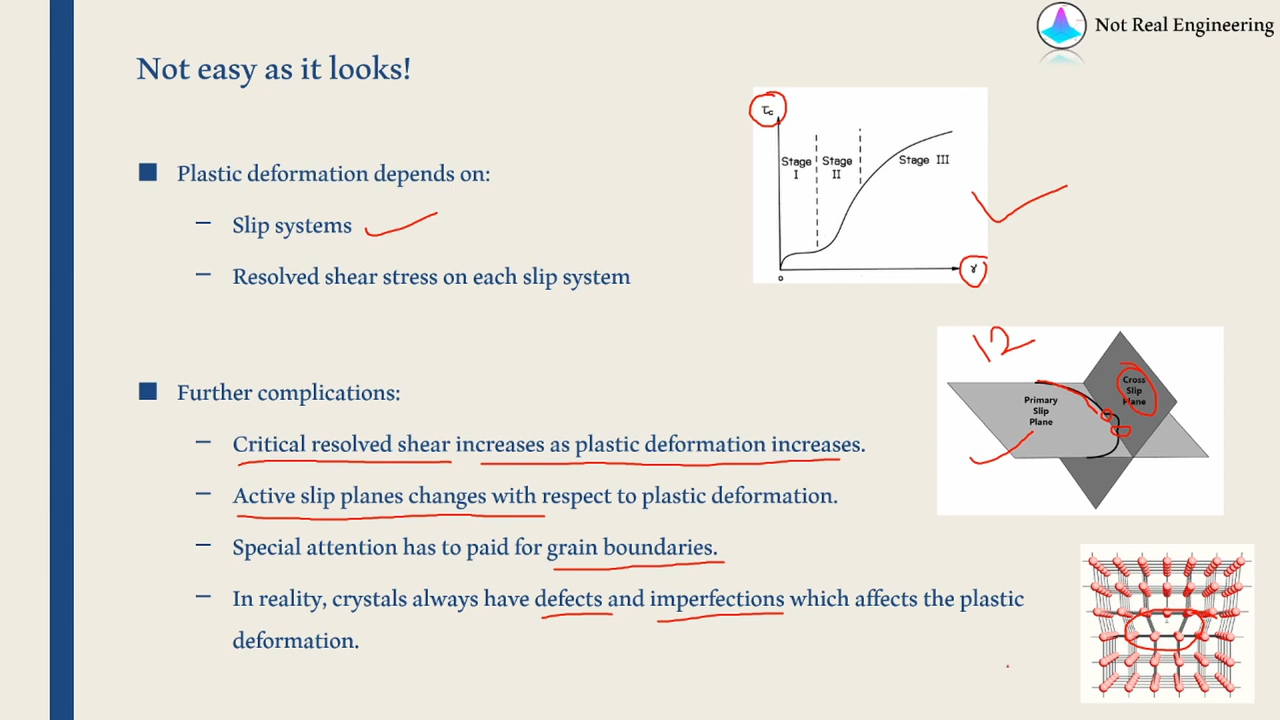 Not Real Engineering
Not easy as it looks!
Plastic deformation depends on:
– Slip systems
– Resolved shear stress on each slip system
τc
Stage I
Stage II
Stage III
γ
0
12
Primary
Slip
Plane
Cross
Slip
Plane
Further complications:
– Critical resolved shear increases as plastic deformation increases.
– Active slip planes changes with respect to plastic deformation.
– Special attention has to paid for grain boundaries.
– In reality, crystals always have defects and imperfections which affects the plastic
deformation.